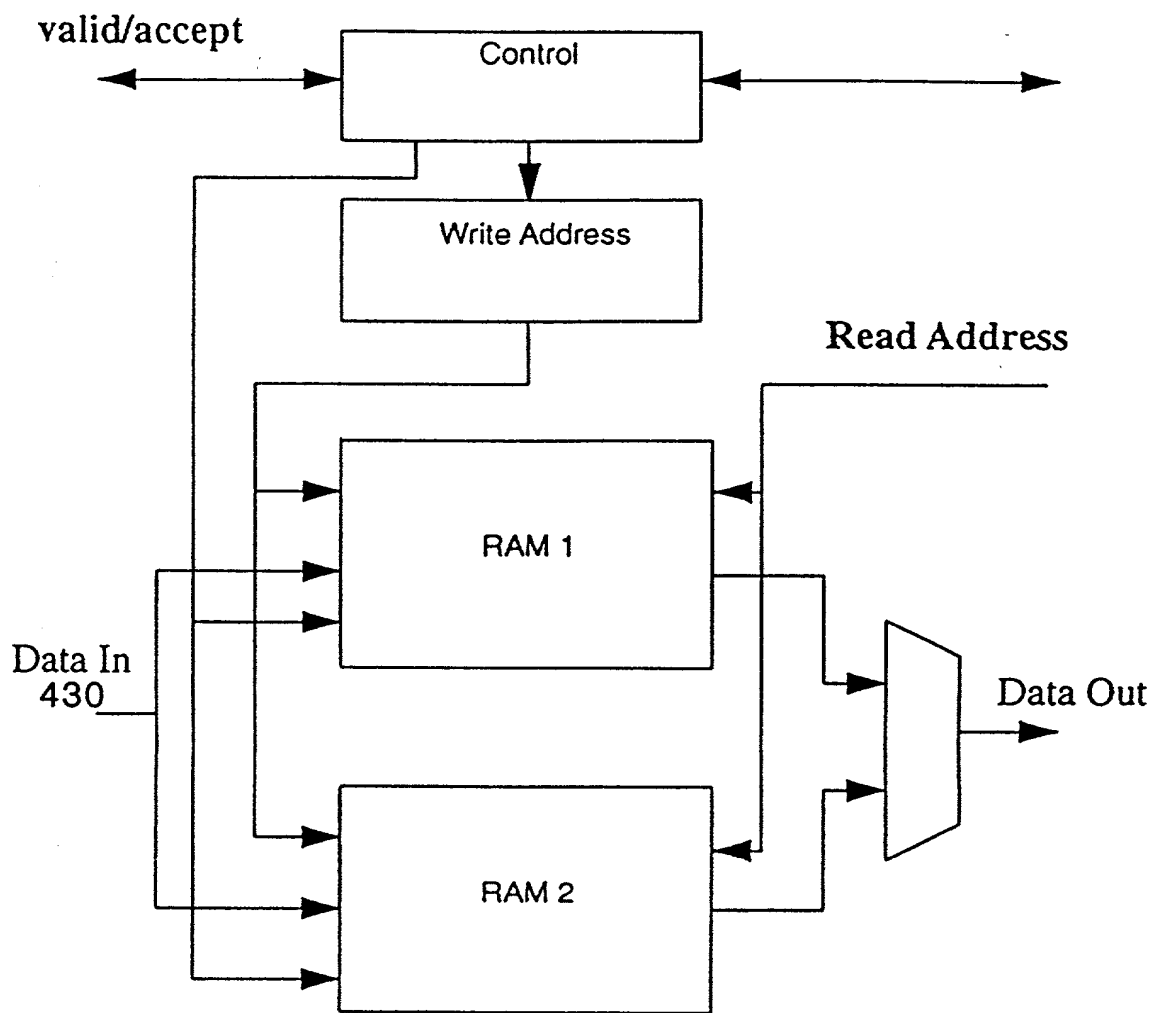 valid/accept
Control
Write Address
Read Address
RAM 1
Data In
430
Data Out
RAM 2